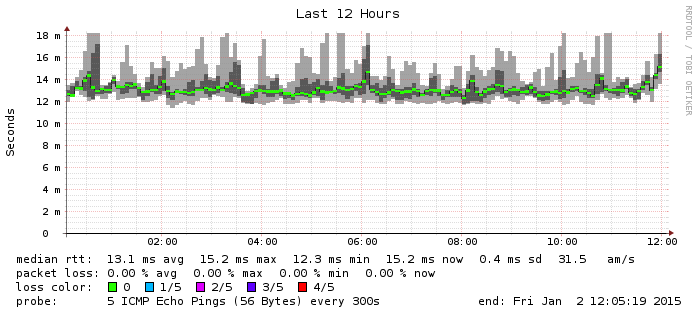 Last 12 Hours
RRDTOOL / TOBI OETIKER
Seconds
18 m
16 m
14 m
12 m
10 m
8 m
6 m
4 m
2 m
0
02:00 04:00 06:00 08:00 10:00 12:00
median rtt: 13.1 ms avg 15.2 ms max 12.3 ms min 15.2 ms now 0.4 ms sd 31.5 am/s
packet loss: 0.00 % avg 0.00 % max 0.00 % min 0.00 % now
loss color: 0 1/5 2/5 3/5 4/5
probe: 5 ICMP Echo Pings (56 Bytes) every 300s end: Fri Jan 2 12:05:19 2015